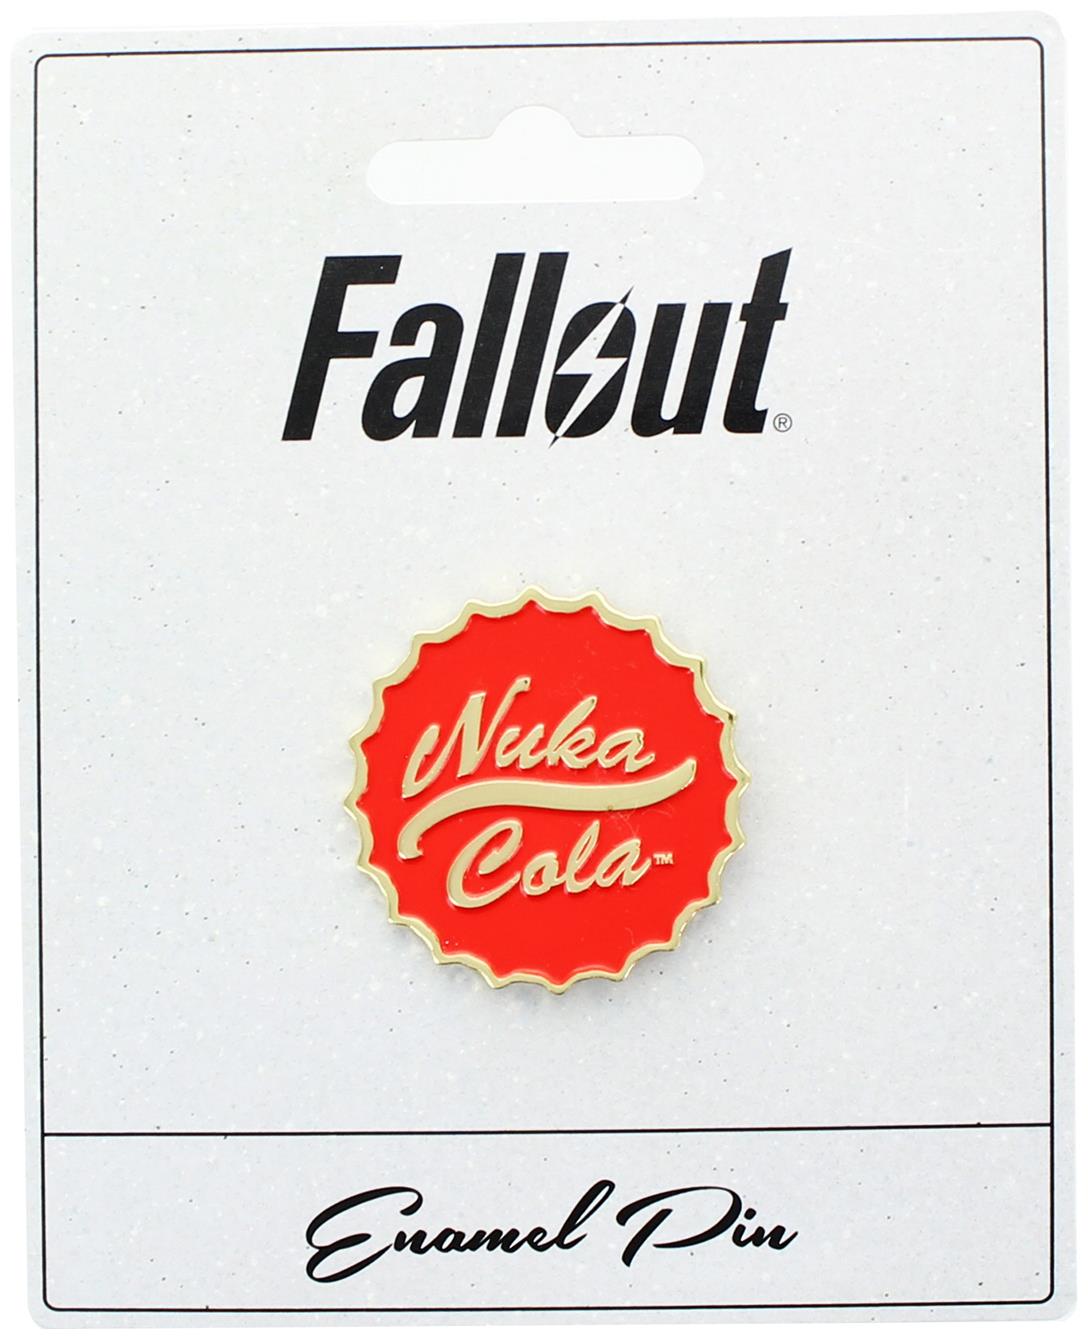 Fallout®
Nuka
Cola™
Enamel Pin